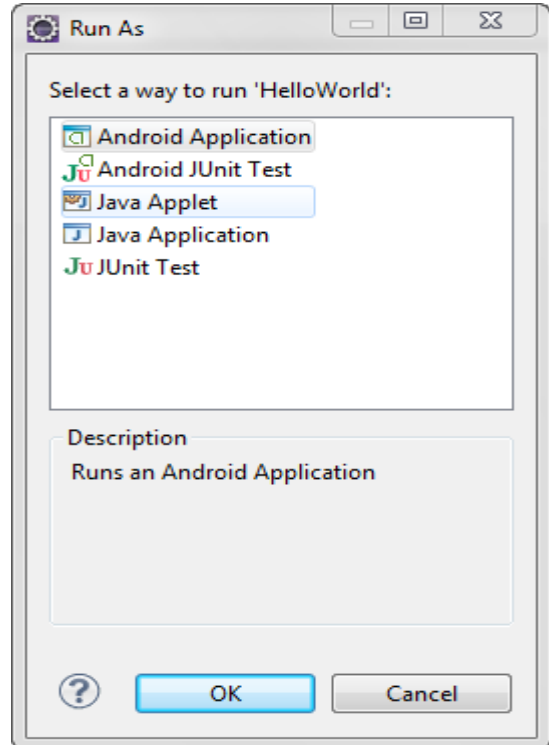 Run As
Select a way to run 'HelloWorld':
Android Application
Android JUnit Test
Java Applet
Java Application
JUnit Test
Description
Runs an Android Application
OK
Cancel